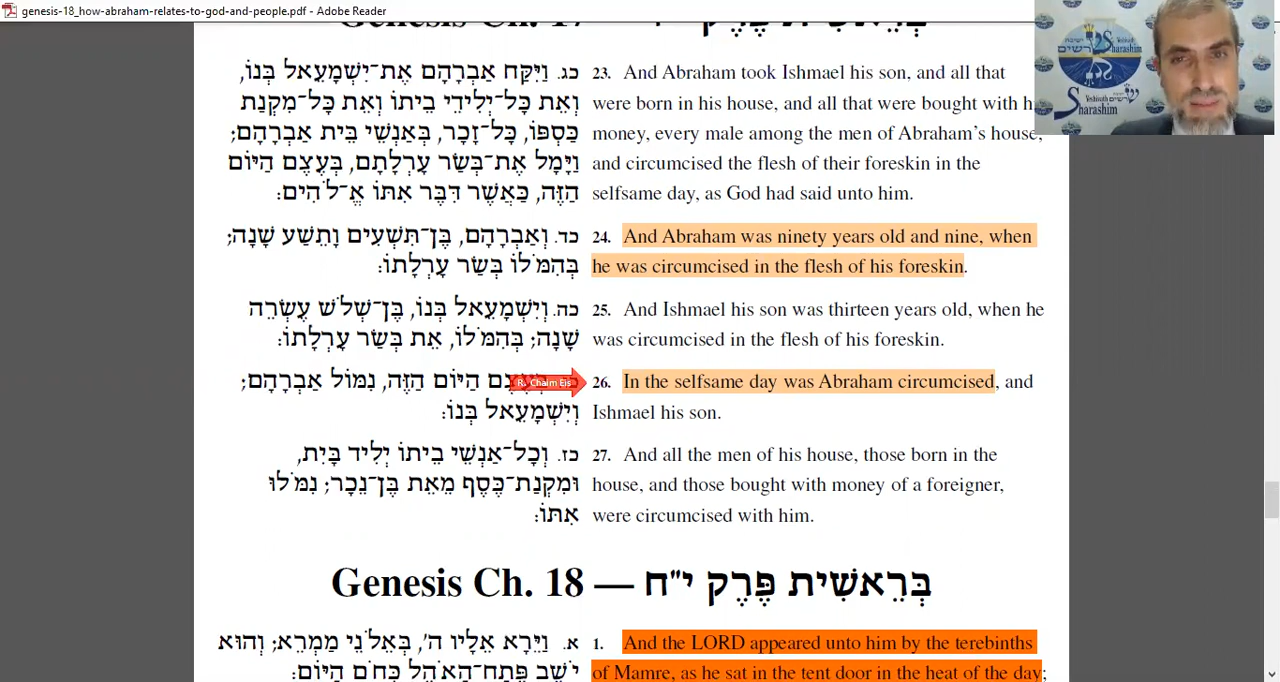 genesis-18_how-abraham-relates-to-god-and-people.pdf - Adobe Reader
Genesis Ch. 17 — בְּרֵאשִׁית פֶּרֶק
כג. וַיִּקַּח אַבְרָהָם אֶת־יִשְׁמָעֵאל בְּנוֹ,
וְאֵת כָּל־יְלִידֵי בֵיתוֹ וְאֵת כָּל־מִקְנַת
כַּסְפּוֹ, כָּל־זָכָר, בְּאַנְשֵׁי בֵּית אַבְרָהָם;
וַיָּמָל אֶת־בְּשַׂר עָרְלָתָם, בְּעֶצֶם הַיּוֹם
הַזֶּה, כַּאֲשֶׁר דִּבֶּר אִתּוֹ אֱ־לֹהִים:
23. And Abraham took Ishmael his son, and all that
were born in his house, and all that were bought with h
money, every male among the men of Abraham's house,
and circumcised the flesh of their foreskin in the
selfsame day, as God had said unto him.
כד. וְאַבְרָהָם, בֶּן־תִּשְׁעִים וָתֵשַׁע שָׁנָה;
בְּהִמֹּלוֹ בְּשַׂר עָרְלָתוֹ:
24. And Abraham was ninety years old and nine, when
he was circumcised in the flesh of his foreskin.
כה. וְיִשְׁמָעֵאל בְּנוֹ, בֶּן־שְׁלֹשׁ עֶשְׂרֵה
שָׁנָה; בְּהִמֹּלוֹ, אֵת בְּשַׂר עָרְלָתוֹ:
25. And Ishmael his son was thirteen years old, when he
was circumcised in the flesh of his foreskin.
הַיּוֹם הַזֶּה, נִמּוֹל אַבְרָהָם;
וְיִשְׁמָעֵאל בְּנוֹ:
R. Chaim Eis
26. In the selfsame day was Abraham circumcised, and
Ishmael his son.
כז. וְכָל־אַנְשֵׁי בֵיתוֹ יְלִיד בָּיִת,
וּמִקְנַת־כֶּסֶף מֵאֵת בֶּן־נֵכָר; נִמֹּלוּ
אִתּוֹ:
27. And all the men of his house, those born in the
house, and those bought with money of a foreigner,
were circumcised with him.
Genesis Ch. 18 — בְּרֵאשִׁית פֶּרֶק י"ח
א. וַיֵּרָא אֵלָיו ה', בְּאֵלֹנֵי מַמְרֵא; וְהוּא
יֹשֵׁב פֶּתַח־הָאֹהֶל כְּחֹם הַיּוֹם:
1. And the LORD appeared unto him by the terebinths
of Mamre, as he sat in the tent door in the heat of the day;
Yeshivath
Sharashim